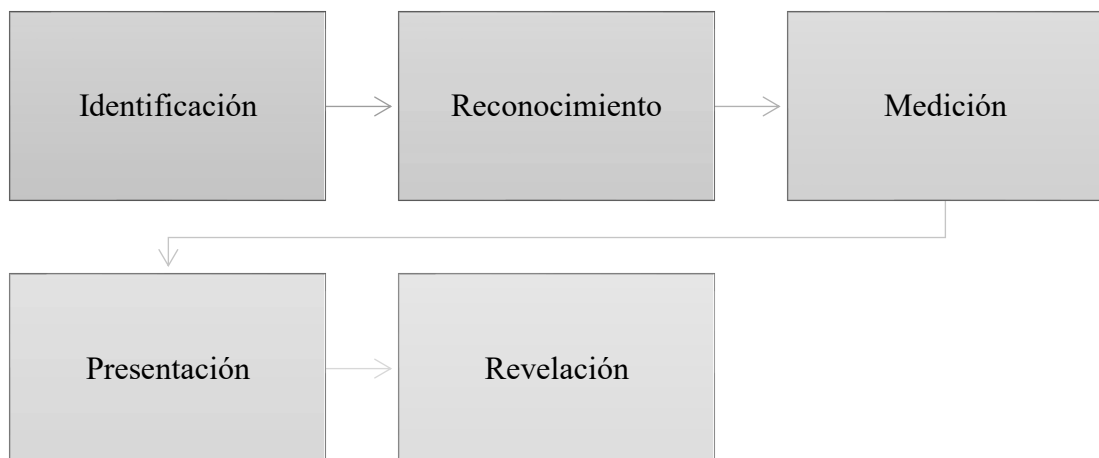 Identificación
Reconocimiento
Medición
Presentación
Revelación